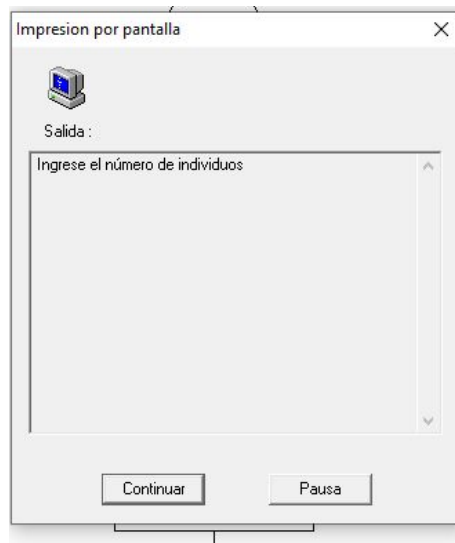 Impresion por pantalla
Salida :
Ingrese el número de individuos
Continuar
Pausa